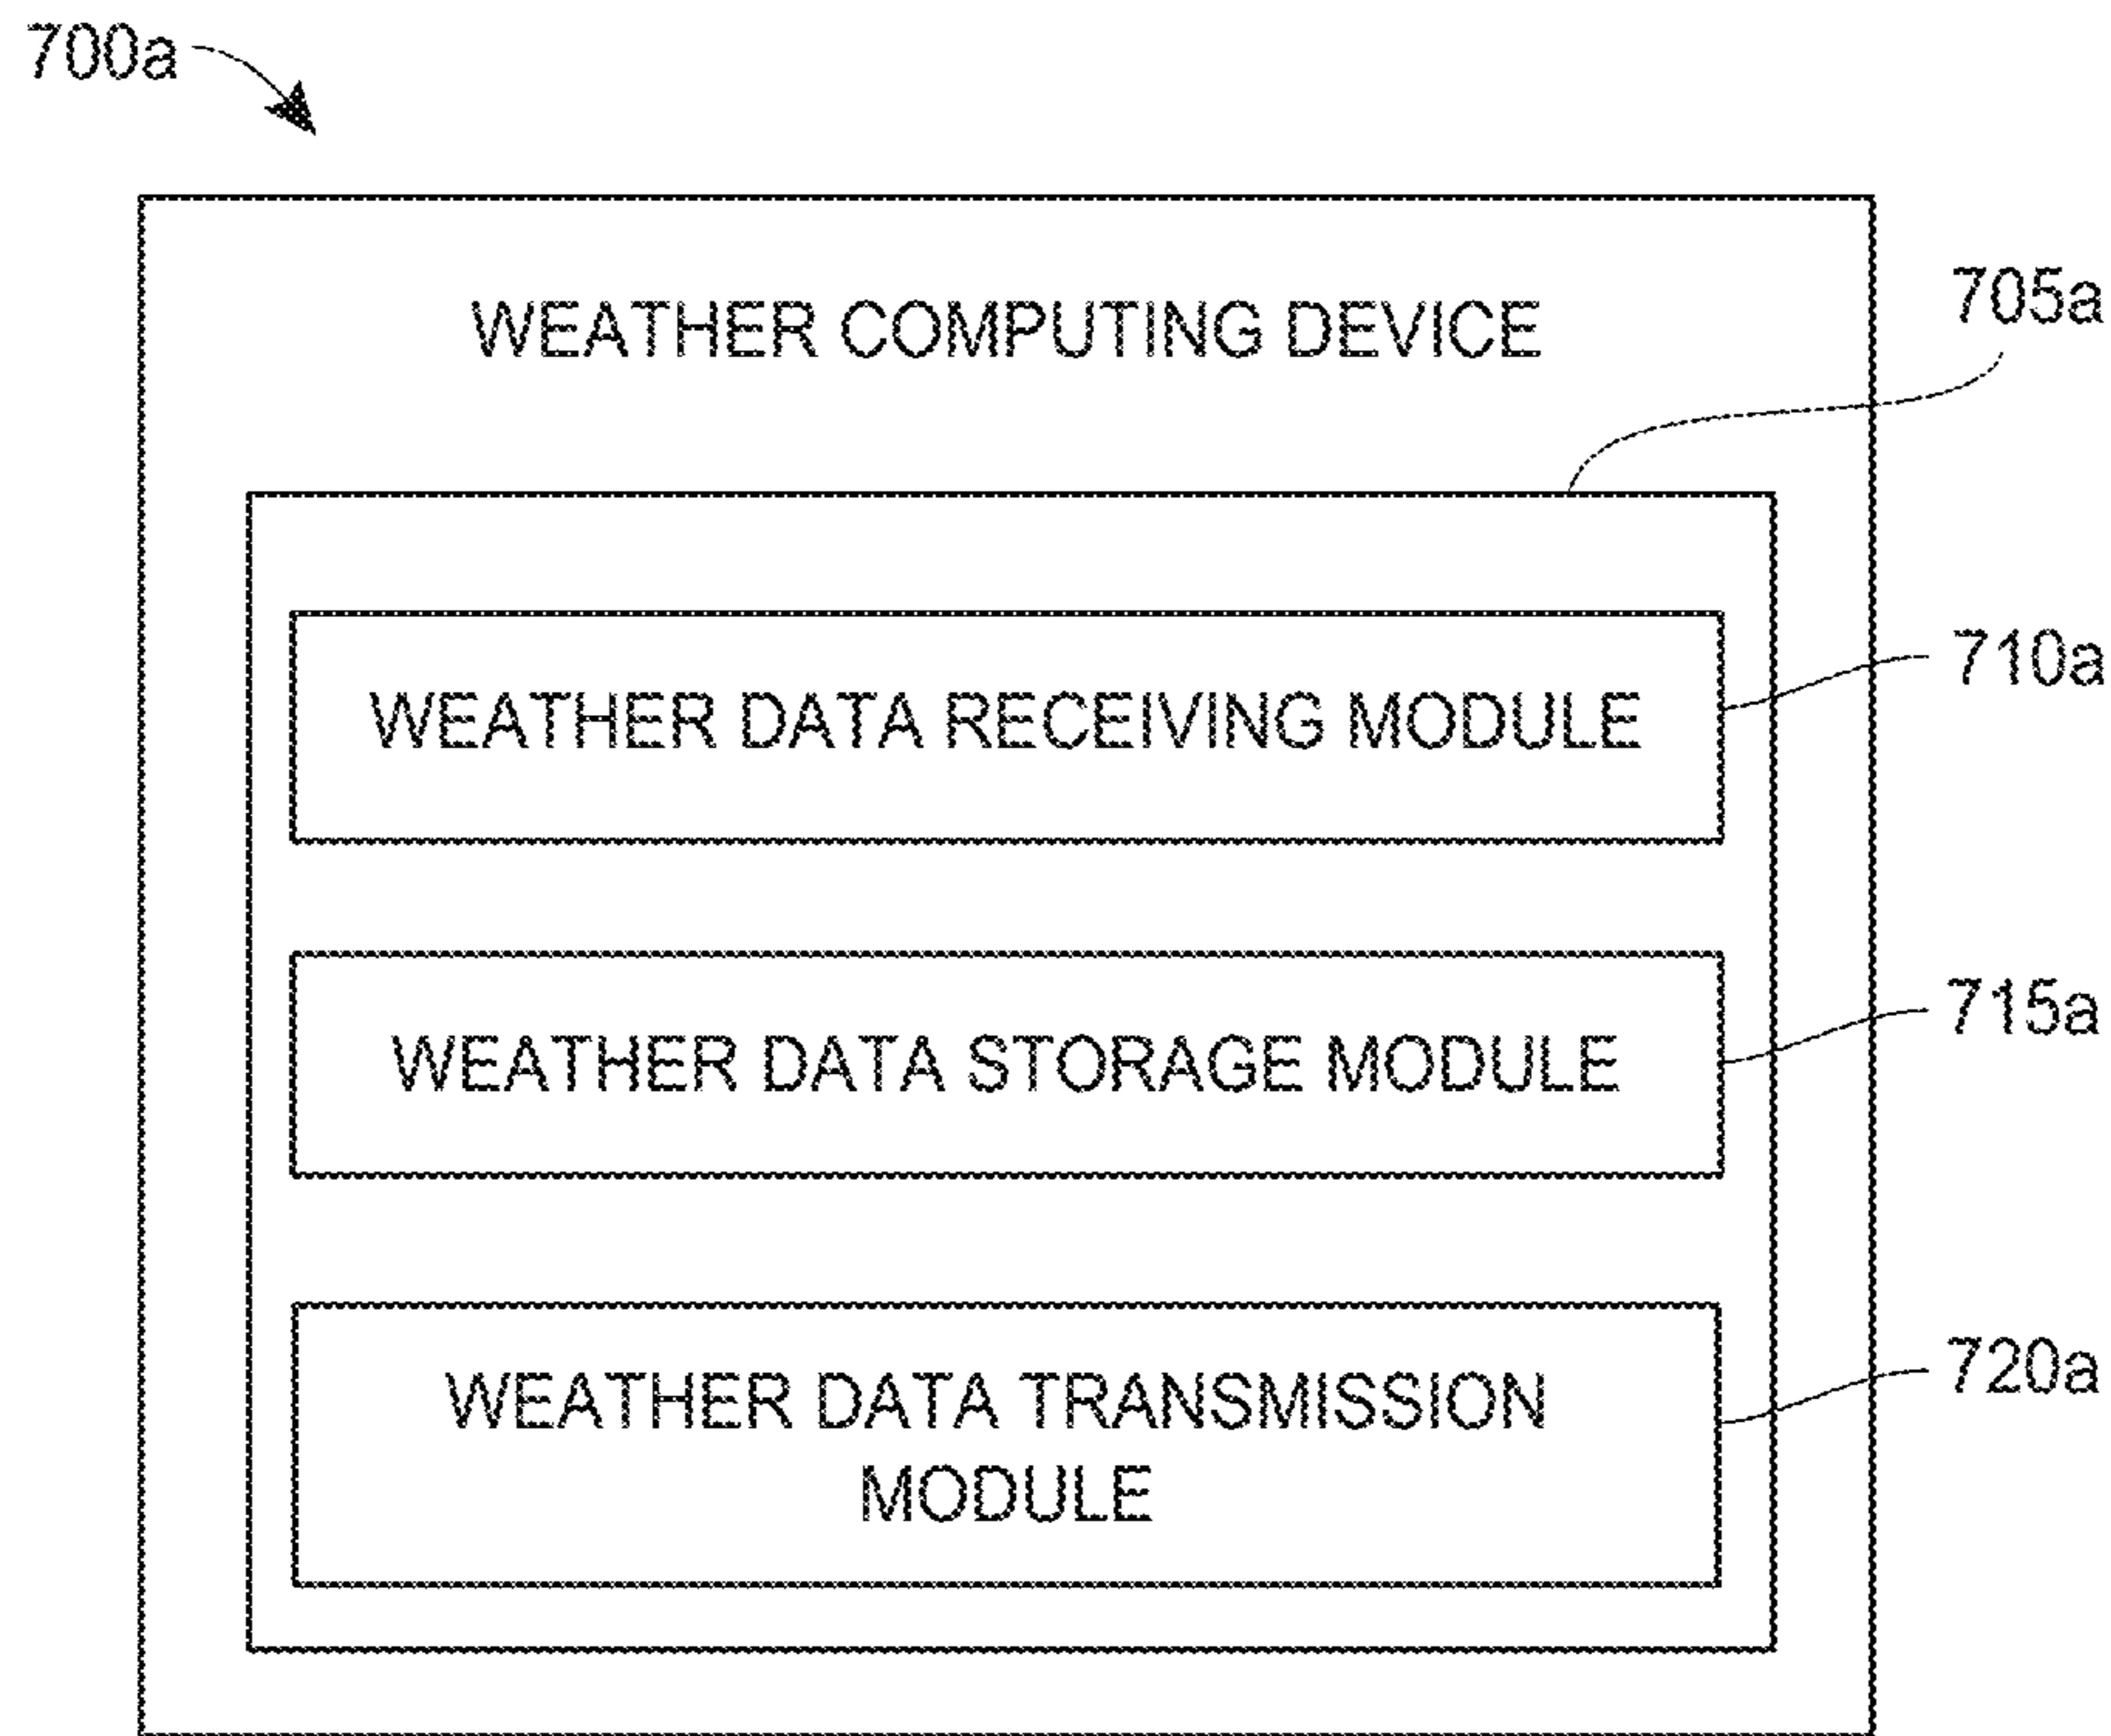 700a
WEATHER COMPUTING DEVICE
705a
WEATHER DATA RECEIVING MODULE
710a
WEATHER DATA STORAGE MODULE
715a
WEATHER DATA TRANSMISSION
MODULE
720a